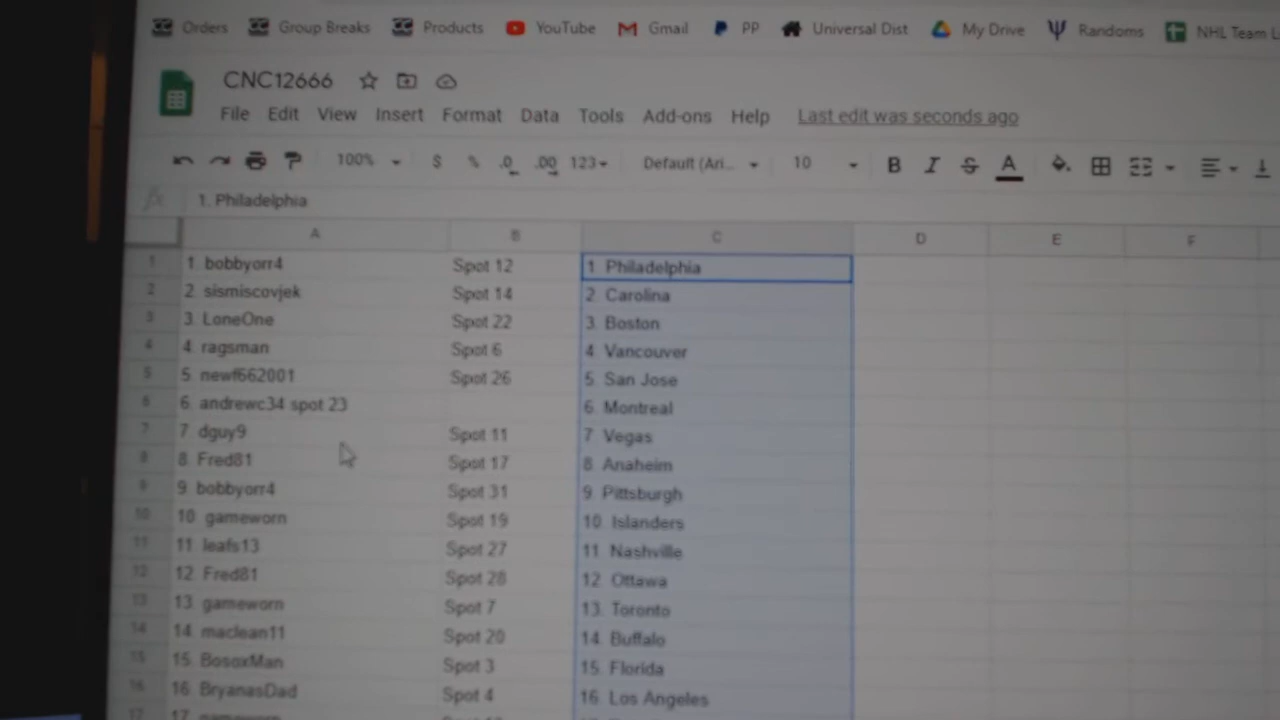 Orders Group Breaks Products YouTube Gmail PP Universal Dist My Drive Randoms NHL Team L
CNC12666
File Edit View Insert Format Data Tools Add-ons Help Last edit was seconds ago
100% $ % .0 .00 123 Default (Ari... 10 B I S A
fx 1. Philadelphia
A B C D E F
1 1. bobbyorr4 Spot 12 1. Philadelphia
2 2. sismiscovjek Spot 14 2. Carolina
3 3. LoneOne Spot 22 3. Boston
4 4. ragsman Spot 6 4. Vancouver
5 5. newf662001 Spot 26 5. San Jose
6 6. andrewc34 spot 23 6. Montreal
7 7. dguy9 Spot 11 7. Vegas
8 8. Fred81 Spot 17 8. Anaheim
9 9. bobbyorr4 Spot 31 9. Pittsburgh
10 10. gameworn Spot 19 10. Islanders
11 11. leafs13 Spot 27 11. Nashville
12 12. Fred81 Spot 28 12. Ottawa
13 13. gameworn Spot 7 13. Toronto
14 14. maclean11 Spot 20 14. Buffalo
15 15. BosoxMan Spot 3 15. Florida
16 16. BryanasDad Spot 4 16. Los Angeles
17 17. gameworn